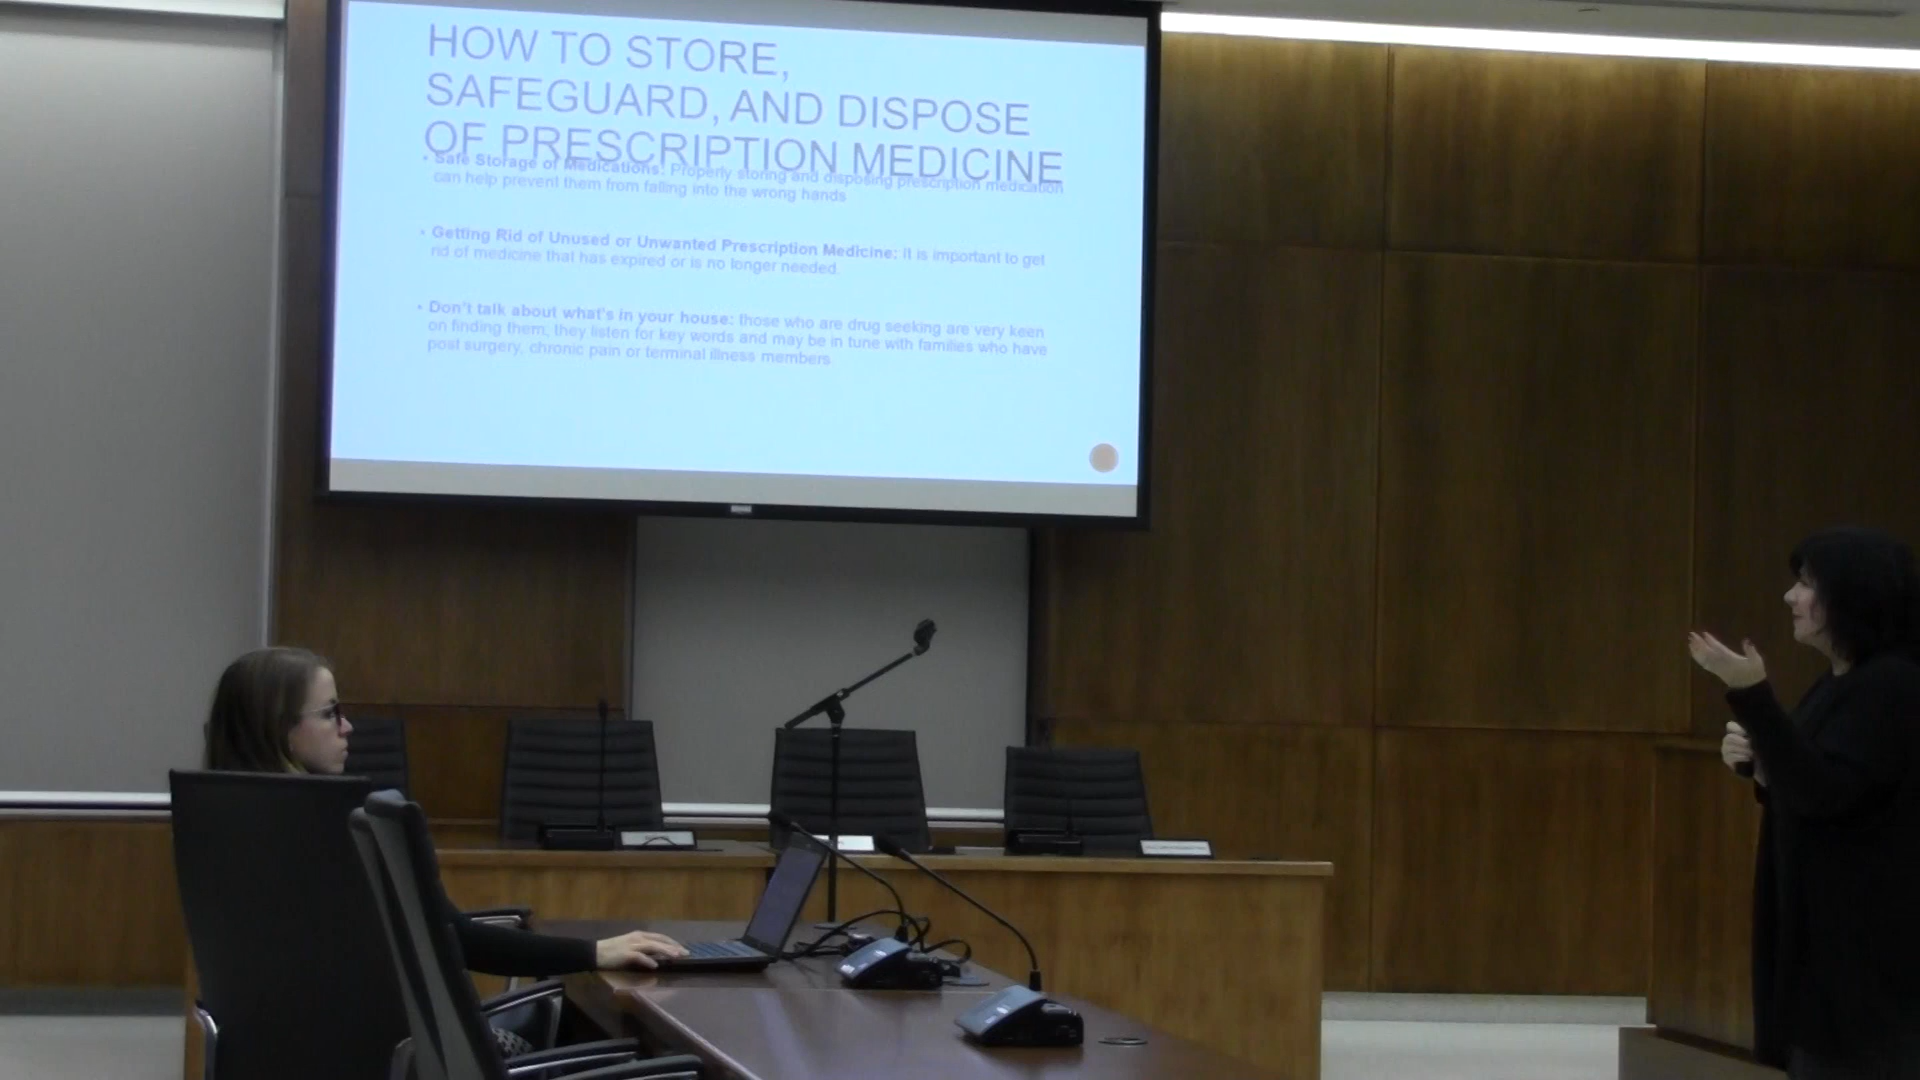 HOW TO STORE,
SAFEGUARD, AND DISPOSE
OF PRESCRIPTION MEDICINE
• Safe Storage of Medications: Properly storing and disposing prescription medication
can help prevent them from falling into the wrong hands
• Getting Rid of Unused or Unwanted Prescription Medicine: it is important to get
rid of medicine that has expired or is no longer needed.
• Don't talk about what's in your house: those who are drug seeking are very keen
on finding them, they listen for key words and may be in tune with families who have
post surgery, chronic pain or terminal illness members